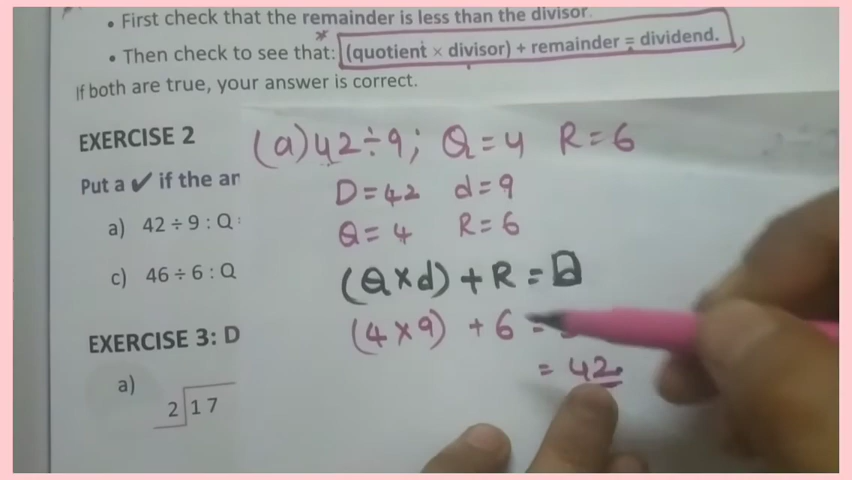 • First check that the remainder is less than the divisor.
• Then check to see that: (quotient × divisor) + remainder = dividend.
If both are true, your answer is correct.
EXERCISE 2
(a) 42 ÷ 9 ; Q = 4 R = 6
Put a ✔ if the an
D = 42 d = 9
a) 42 ÷ 9 : Q =
Q = 4 R = 6
c) 46 ÷ 6 : Q
(Q × d) + R = D
EXERCISE 3: D
(4 × 9) + 6 =
= 42
a)
2 17